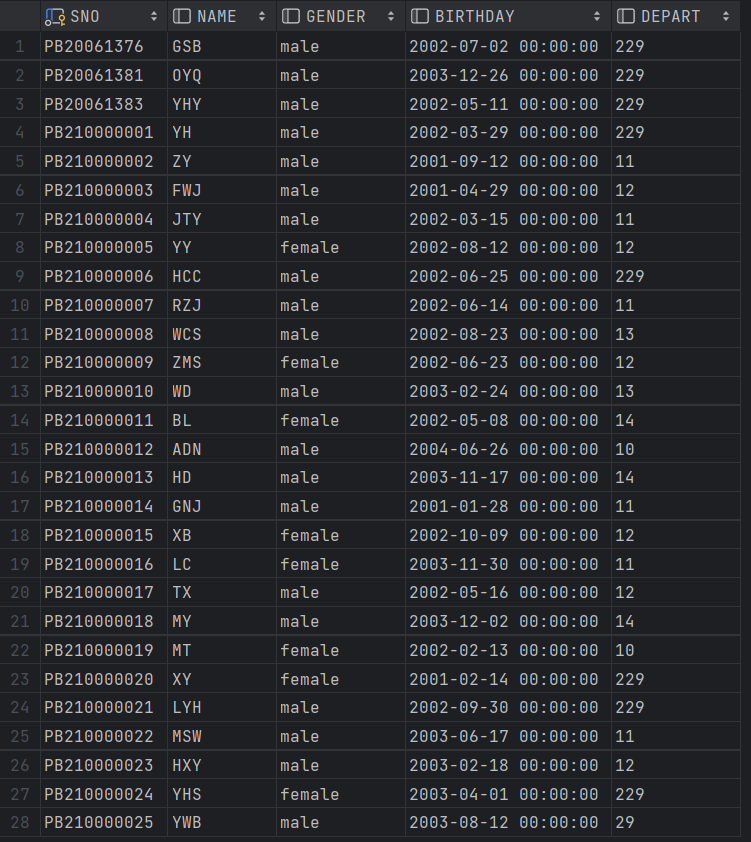 SNO NAME GENDER BIRTHDAY DEPART
1 PB20061376 GSB male 2002-07-02 00:00:00 229
2 PB20061381 OYQ male 2003-12-26 00:00:00 229
3 PB20061383 YHY male 2002-05-11 00:00:00 229
4 PB210000001 YH male 2002-03-29 00:00:00 229
5 PB210000002 ZY male 2001-09-12 00:00:00 11
6 PB210000003 FWJ male 2001-04-29 00:00:00 12
7 PB210000004 JTY male 2002-03-15 00:00:00 11
8 PB210000005 YY female 2002-08-12 00:00:00 12
9 PB210000006 HCC male 2002-06-25 00:00:00 229
10 PB210000007 RZJ male 2002-06-14 00:00:00 11
11 PB210000008 WCS male 2002-08-23 00:00:00 13
12 PB210000009 ZMS female 2002-06-23 00:00:00 12
13 PB210000010 WD male 2003-02-24 00:00:00 13
14 PB210000011 BL female 2002-05-08 00:00:00 14
15 PB210000012 ADN male 2004-06-26 00:00:00 10
16 PB210000013 HD male 2003-11-17 00:00:00 14
17 PB210000014 GNJ male 2001-01-28 00:00:00 11
18 PB210000015 XB female 2002-10-09 00:00:00 12
19 PB210000016 LC female 2003-11-30 00:00:00 11
20 PB210000017 TX male 2002-05-16 00:00:00 12
21 PB210000018 MY male 2003-12-02 00:00:00 14
22 PB210000019 MT female 2002-02-13 00:00:00 10
23 PB210000020 XY female 2001-02-14 00:00:00 229
24 PB210000021 LYH male 2002-09-30 00:00:00 229
25 PB210000022 MSW male 2003-06-17 00:00:00 11
26 PB210000023 HXY male 2003-02-18 00:00:00 12
27 PB210000024 YHS female 2003-04-01 00:00:00 229
28 PB210000025 YWB male 2003-08-12 00:00:00 29